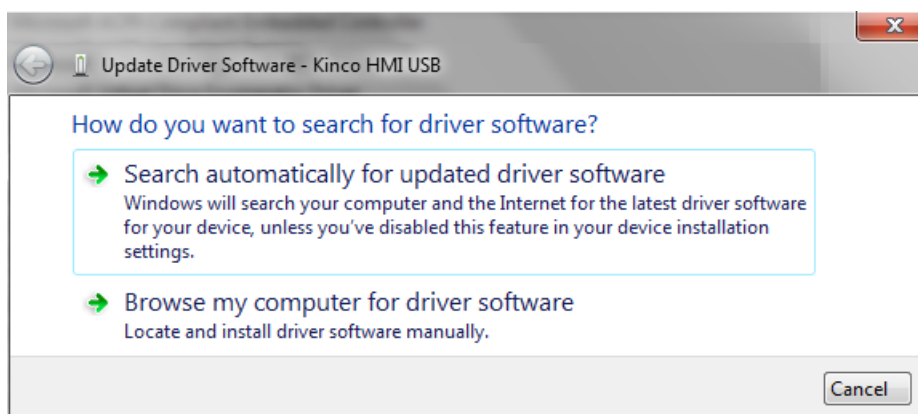 Update Driver Software - Kinco HMI USB
How do you want to search for driver software?
Search automatically for updated driver software
Windows will search your computer and the Internet for the latest driver software
for your device, unless you've disabled this feature in your device installation
settings.
Browse my computer for driver software
Locate and install driver software manually.
Cancel